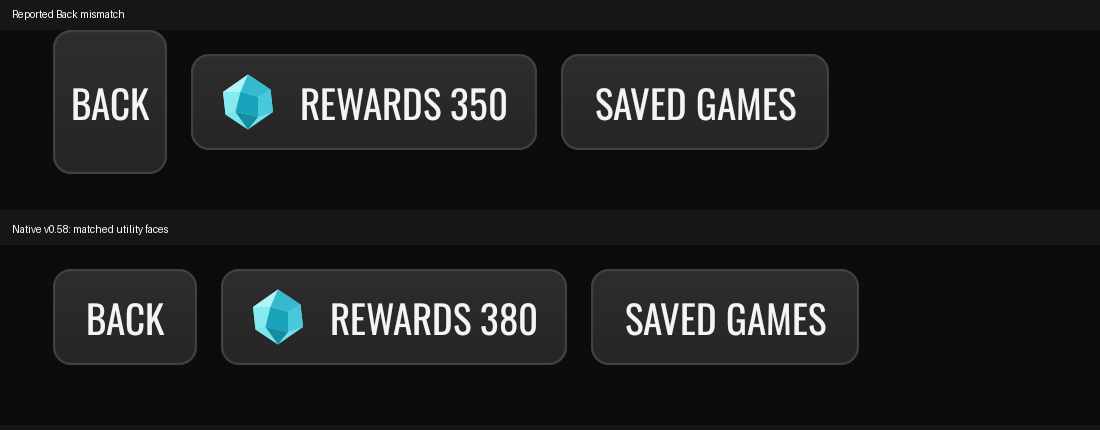 Reported Back mismatch
BACK REWARDS 350 SAVED GAMES
Native v0.58: matched utility faces
BACK REWARDS 380 SAVED GAMES